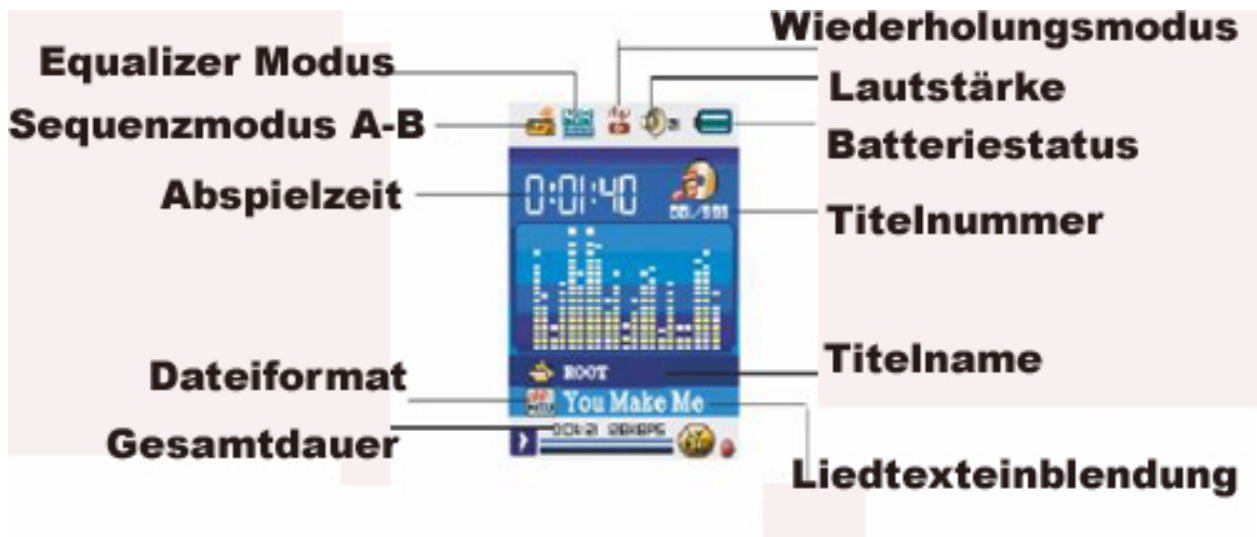 Wiederholungsmodus
Equalizer Modus
Lautstärke
Sequenzmodus A-B
Batteriestatus
Abspielzeit
0:01:40
Titelnummer
ROOT
Titelname
Dateiformat
You Make Me
Gesamtdauer
Liedtexteinblendung